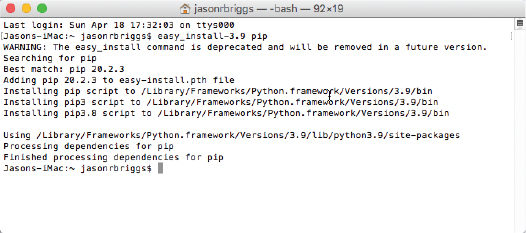 jasonrbriggs — -bash — 92×19
Last login: Sun Apr 18 17:32:03 on ttys000
[Jasons-iMac:~ jasonrbriggs$ easy_install-3.9 pip ]
WARNING: The easy_install command is deprecated and will be removed in a future version.
Searching for pip
Best match: pip 20.2.3
Adding pip 20.2.3 to easy-install.pth file
Installing pip script to /Library/Frameworks/Python.framework/Versions/3.9/bin
Installing pip3 script to /Library/Frameworks/Python.framework/Versions/3.9/bin
Installing pip3.8 script to /Library/Frameworks/Python.framework/Versions/3.9/bin
Using /Library/Frameworks/Python.framework/Versions/3.9/lib/python3.9/site-packages
Processing dependencies for pip
Finished processing dependencies for pip
Jasons-iMac:~ jasonrbriggs$